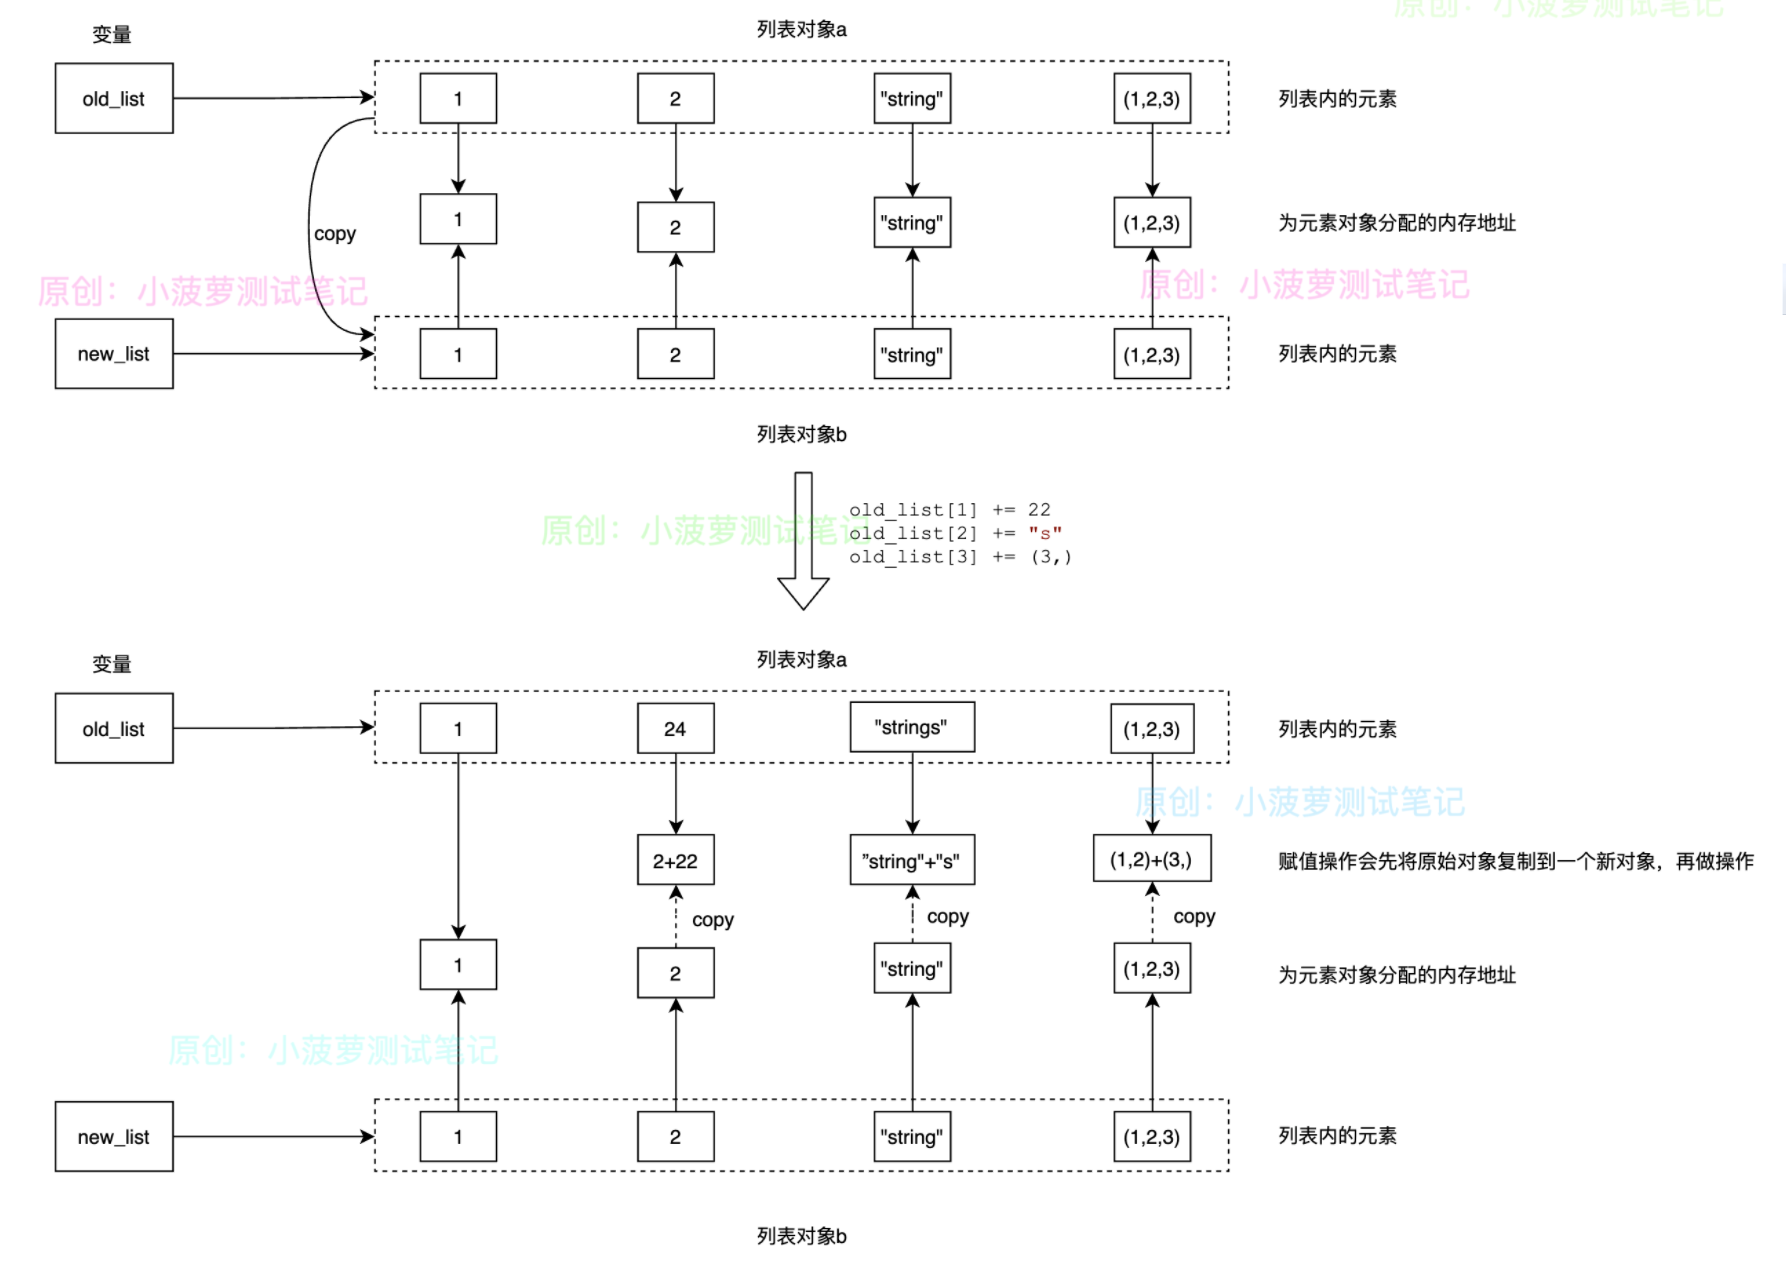 原创：小菠萝测试笔记
变量
列表对象a
old_list
1
2
"string"
(1,2,3)
列表内的元素
1
2
"string"
(1,2,3)
为元素对象分配的内存地址
copy
原创：小菠萝测试笔记
原创：小菠萝测试笔记
new_list
1
2
"string"
(1,2,3)
列表内的元素
列表对象b
原创：小菠萝测试笔记
old_list[1] += 22
old_list[2] += "s"
old_list[3] += (3,)
变量
列表对象a
old_list
1
24
"strings"
(1,2,3)
列表内的元素
原创：小菠萝测试笔记
2+22
”string"+"s"
(1,2)+(3,)
赋值操作会先将原始对象复制到一个新对象，再做操作
copy
copy
copy
1
2
"string"
(1,2,3)
为元素对象分配的内存地址
原创：小菠萝测试笔记
new_list
1
2
"string"
(1,2,3)
列表内的元素
列表对象b